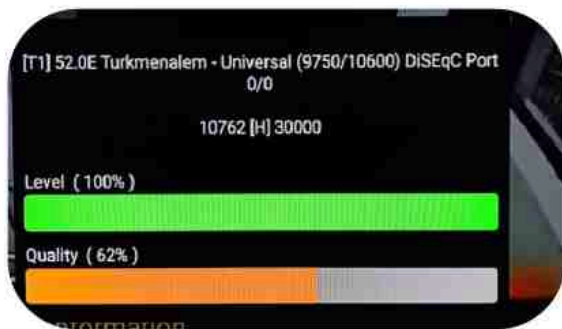 [T1] 52.0E Turkmenalem - Universal (9750/10600) DiSEqC Port
0/0
10762 [H] 30000
Level ( 100% )
Quality ( 62% )